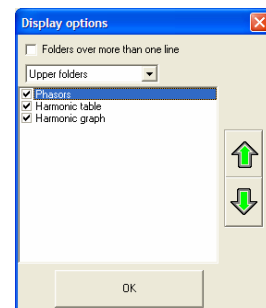 Display options
Folders over more than one line
Upper folders
Phasors
Harmonic table
Harmonic graph
OK